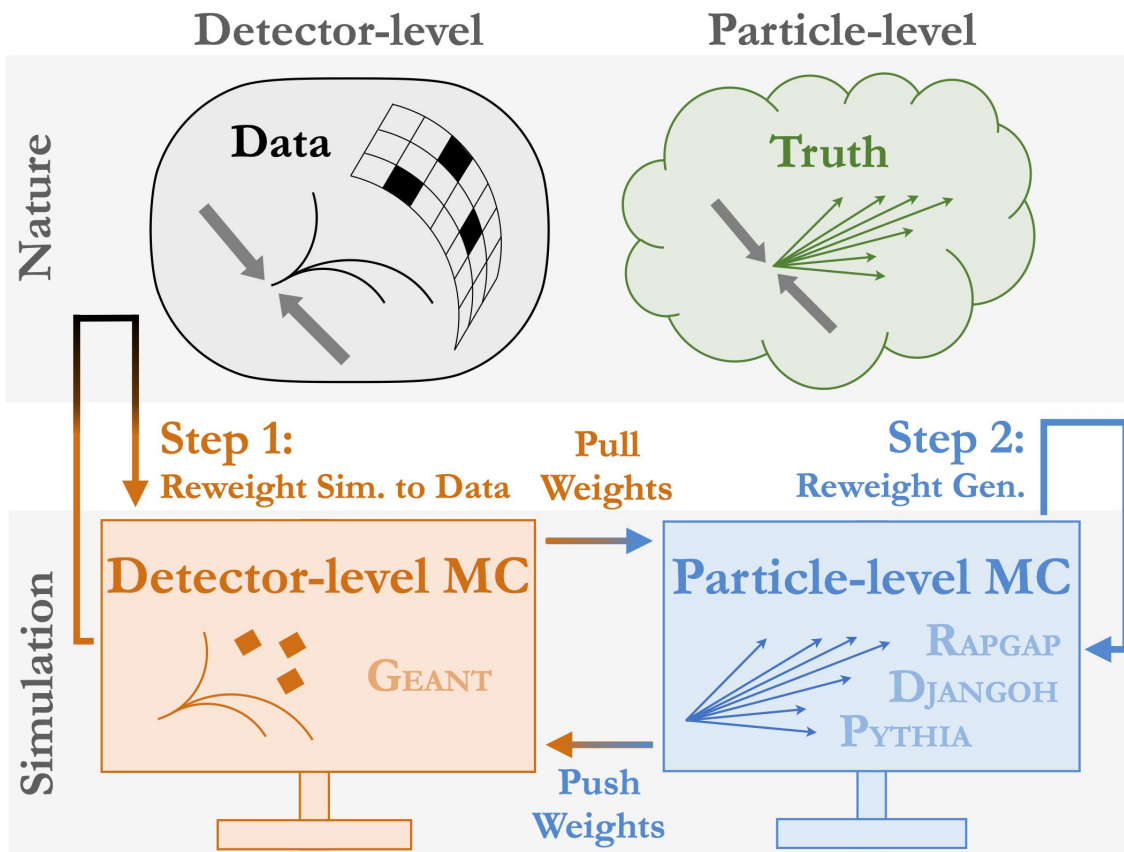 Detector-level
Particle-level
Nature
Data
Truth
Step 1:
Reweight Sim. to Data
Pull
Weights
Step 2:
Reweight Gen.
Simulation
Detector-level MC
GEANT
Particle-level MC
RAPGAP
DJANGOH
PYTHIA
Push
Weights